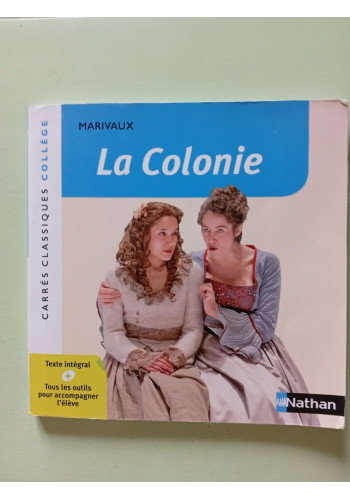 MARIVAUX
La Colonie
CARRÉS CLASSIQUES COLLÈGE
Texte intégral
+
Tous les outils
pour accompagner
l'élève
Nathan